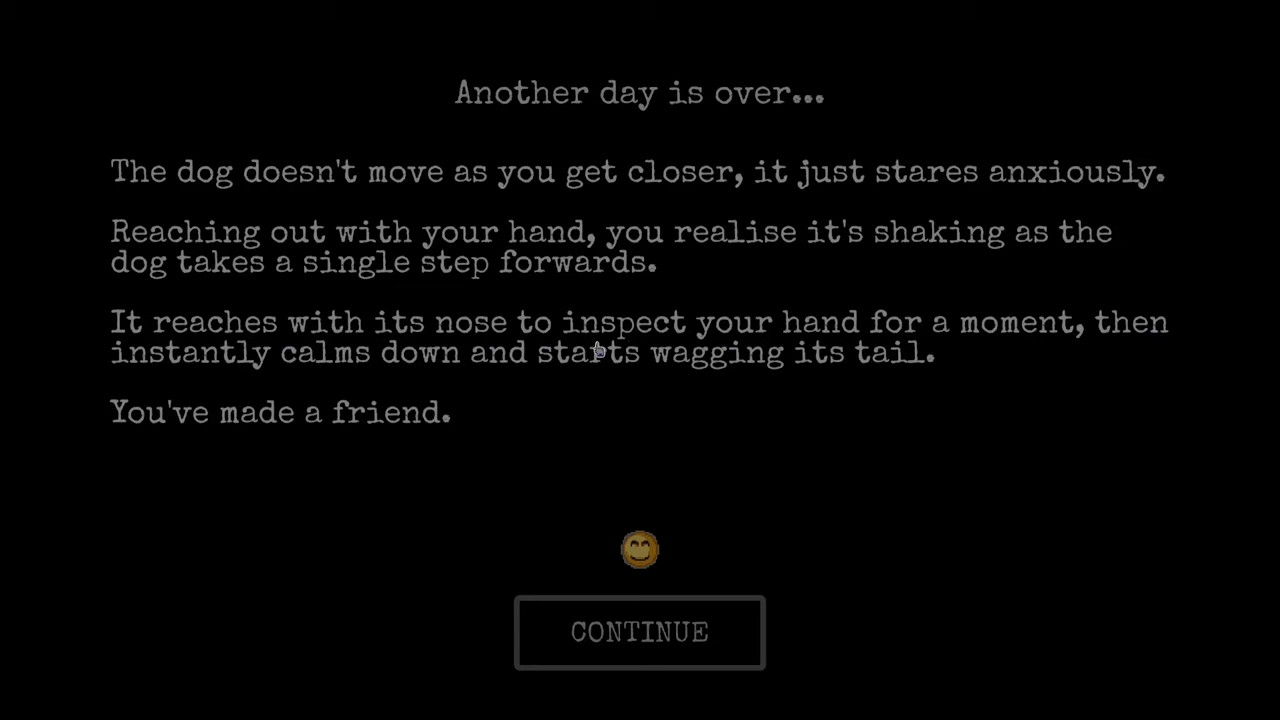 Another day is over...
The dog doesn't move as you get closer, it just stares anxiously.
Reaching out with your hand, you realise it's shaking as the
dog takes a single step forwards.
It reaches with its nose to inspect your hand for a moment, then
instantly calms down and starts wagging its tail.
You've made a friend.
CONTINUE